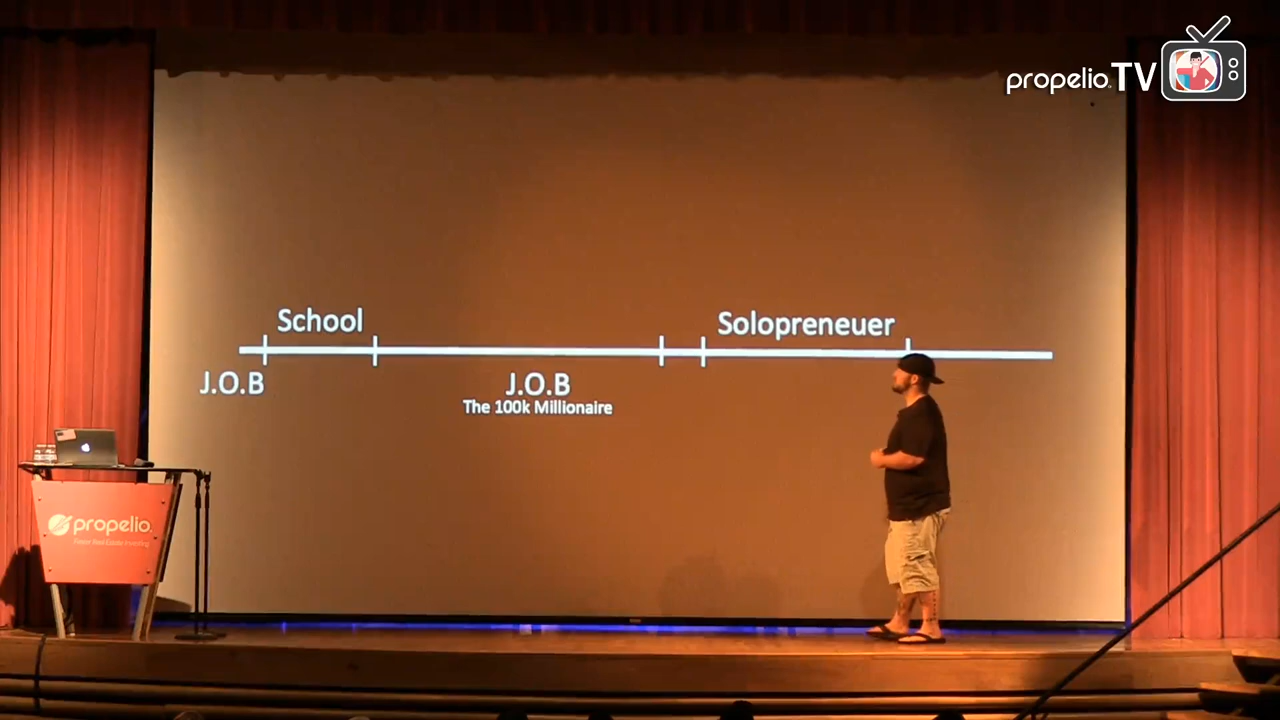 propelio.TV
School
Solopreneuer
J.O.B
J.O.B
The 100k Millionaire
propelio.